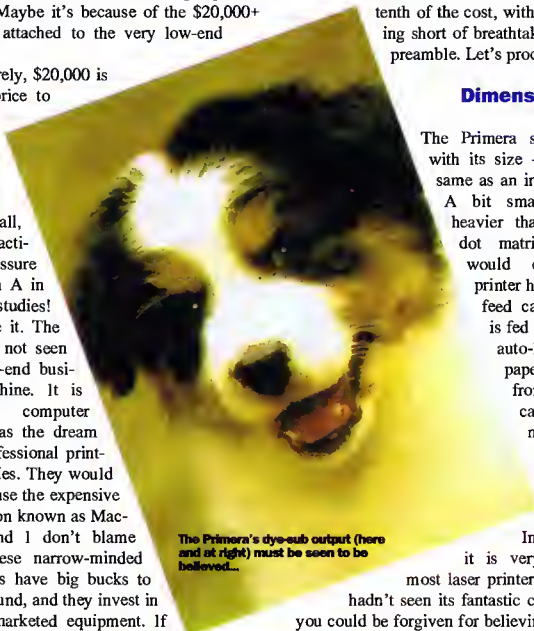 Maybe it's because of the $20,000+
attached to the very low-end
rely, $20,000 is
price to
all,
acti-
ssure
A in
studies!
it. The
not seen
-end busi-
hine. It is
computer
as the dream
fessional print-
es. They would
use the expensive
on known as Mac-
nd I don't blame
ese narrow-minded
s have big bucks to
und, and they invest in
arketed equipment. If
The Primera's dye-sub output (here
and at right) must be seen to be
believed...
tenth of the cost, with
ing short of breathtak
preamble. Let's proc
Dimens
The Primera s
with its size -
same as an in
A bit sma
heavier tha
dot matri
would
printer h
feed ca
is fed
auto-
pape
fro
ca
In
it is very
most laser printer
hadn't seen its fantastic c
you could be forgiven for believin